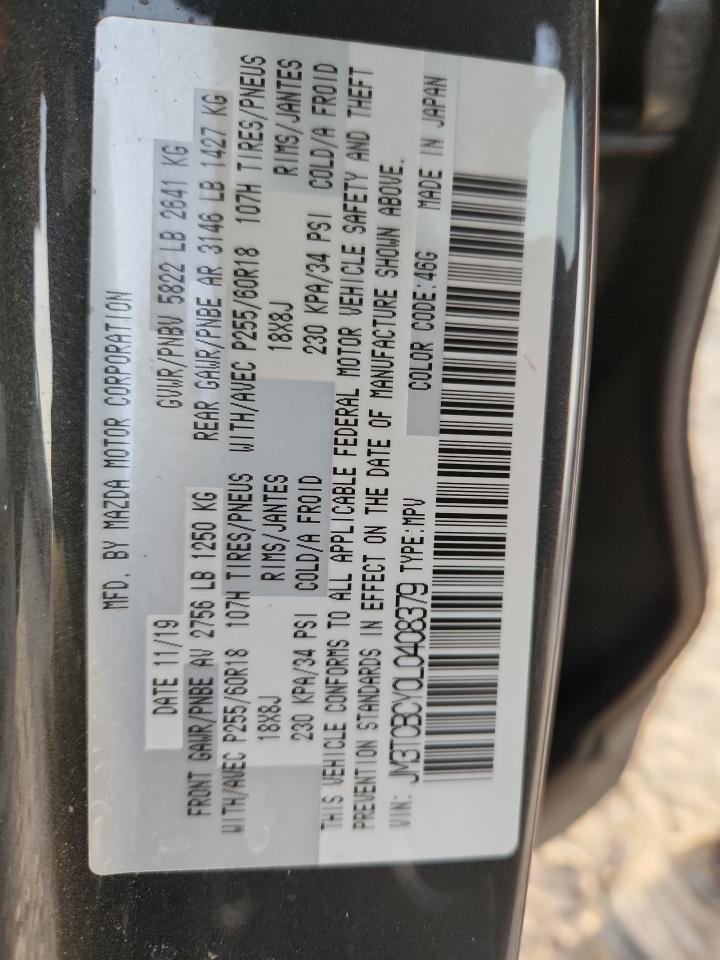 MFD. BY MAZDA MOTOR CORPORATION
DATE 11/19 GVWR/PNBV 5822 LB 2641 KG
FRONT GAWR/PNBE AV 2756 LB 1250 KG REAR GAWR/PNBE AR 3146 LB 1427 KG
WITH/AVEC P255/60R18 107H TIRES/PNEUS WITH/AVEC P255/60R18 107H TIRES/PNEUS
18X8J RIMS/JANTES 18X8J RIMS/JANTES
230 KPA/34 PSI COLD/A FROID 230 KPA/34 PSI COLD/A FROID
THIS VEHICLE CONFORMS TO ALL APPLICABLE FEDERAL MOTOR VEHICLE SAFETY AND THEFT
PREVENTION STANDARDS IN EFFECT ON THE DATE OF MANUFACTURE SHOWN ABOVE.
VIN: JM3TCBCY0L0408379 TYPE:MPV COLOR CODE:46G MADE IN JAPAN